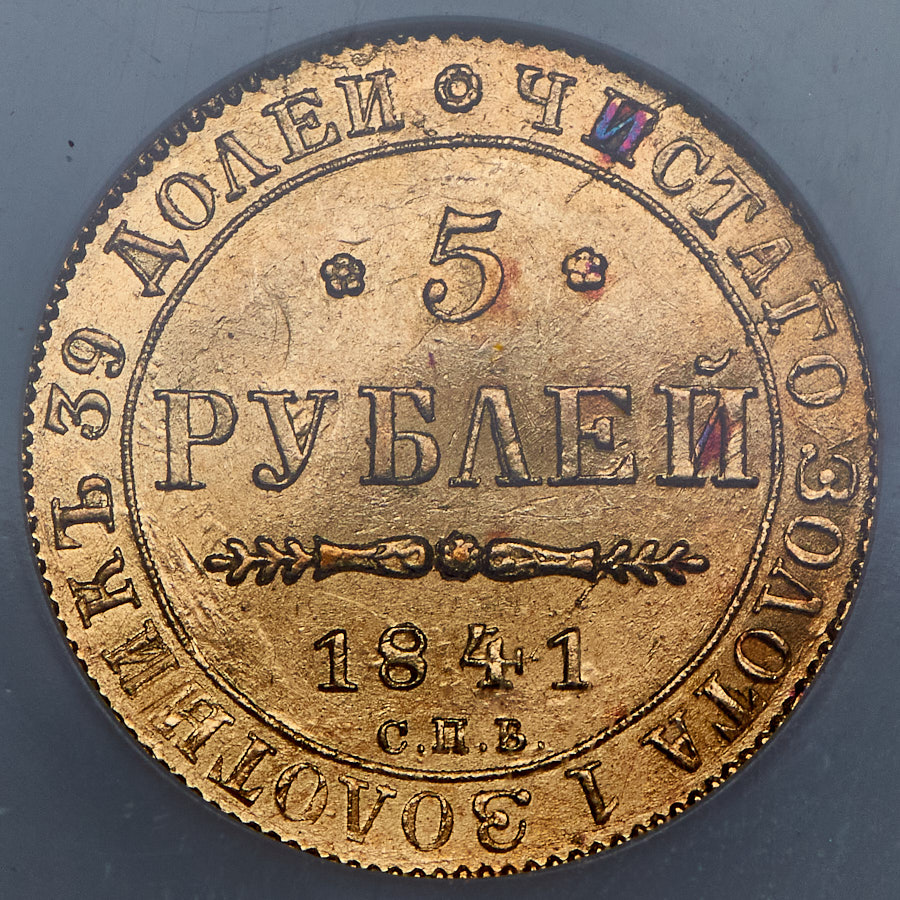 ЧИСТАГО ЗОЛОТА 1 ЗОЛОТНИКЪ 39 ДОЛЕЙ
5
РУБЛЕЙ
1841
С.П.Б.